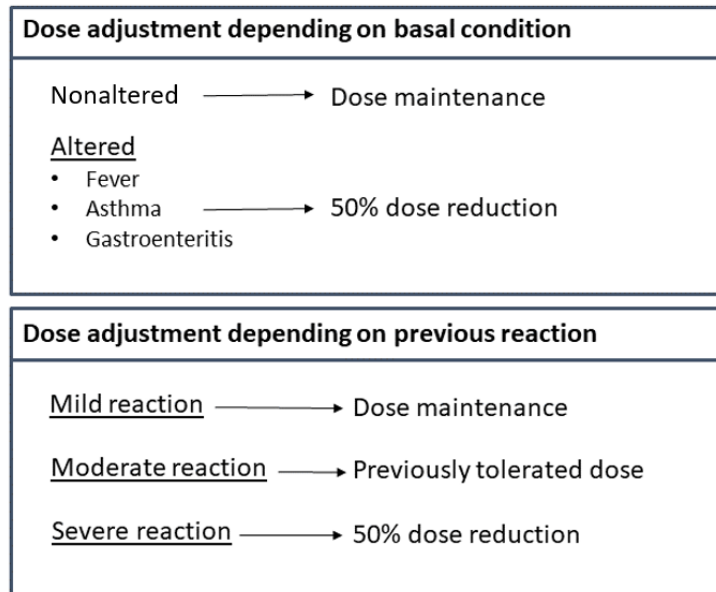 Dose adjustment depending on basal condition
Nonaltered Dose maintenance
Altered
• Fever
• Asthma 50% dose reduction
• Gastroenteritis
Dose adjustment depending on previous reaction
Mild reaction Dose maintenance
Moderate reaction Previously tolerated dose
Severe reaction 50% dose reduction